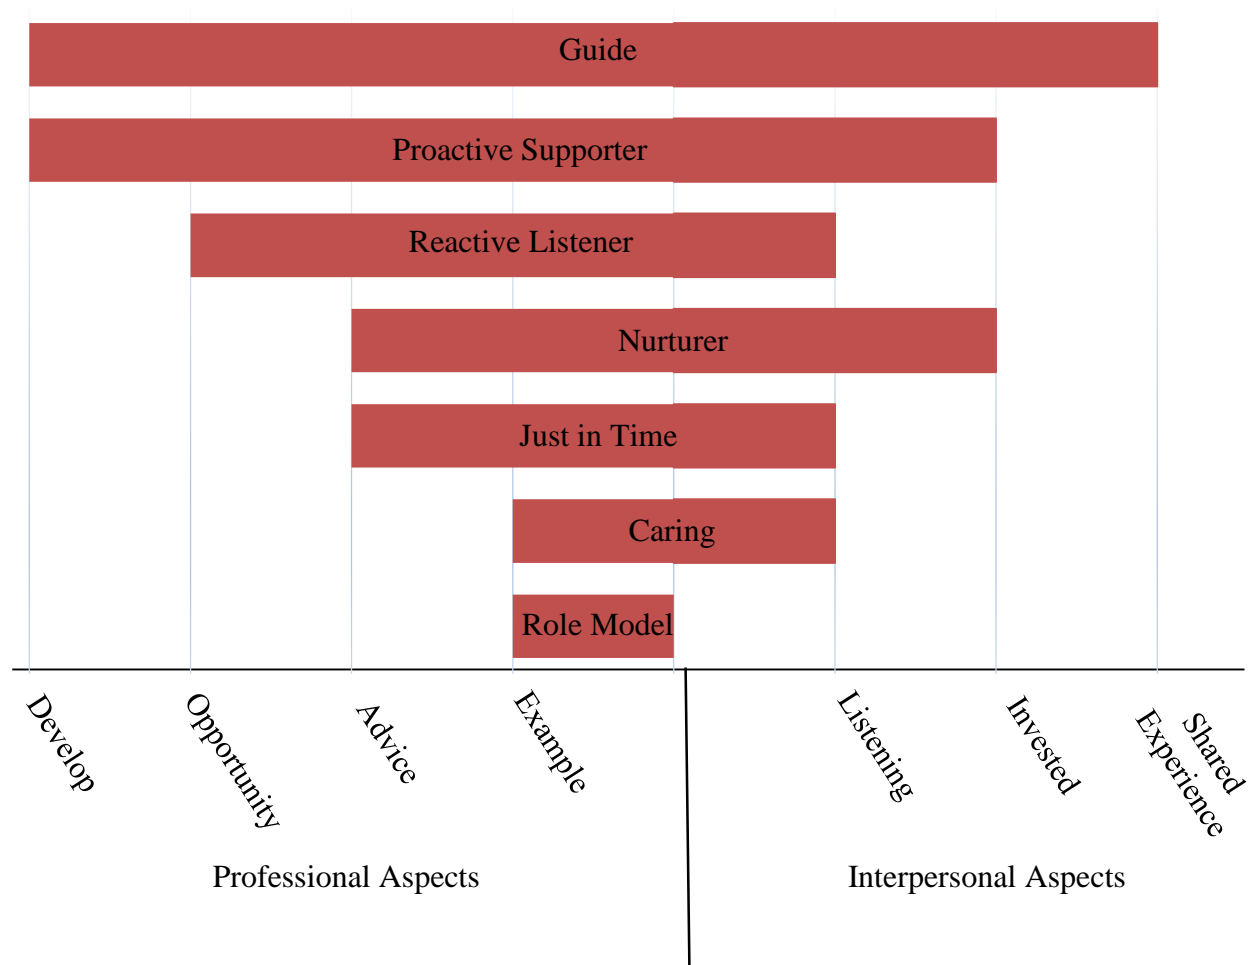 Guide
Proactive Supporter
Reactive Listener
Nurturer
Just in Time
Caring
Role Model
Develop
Opportunity
Advice
Example
Listening
Invested
Shared
Experience
Professional Aspects
Interpersonal Aspects